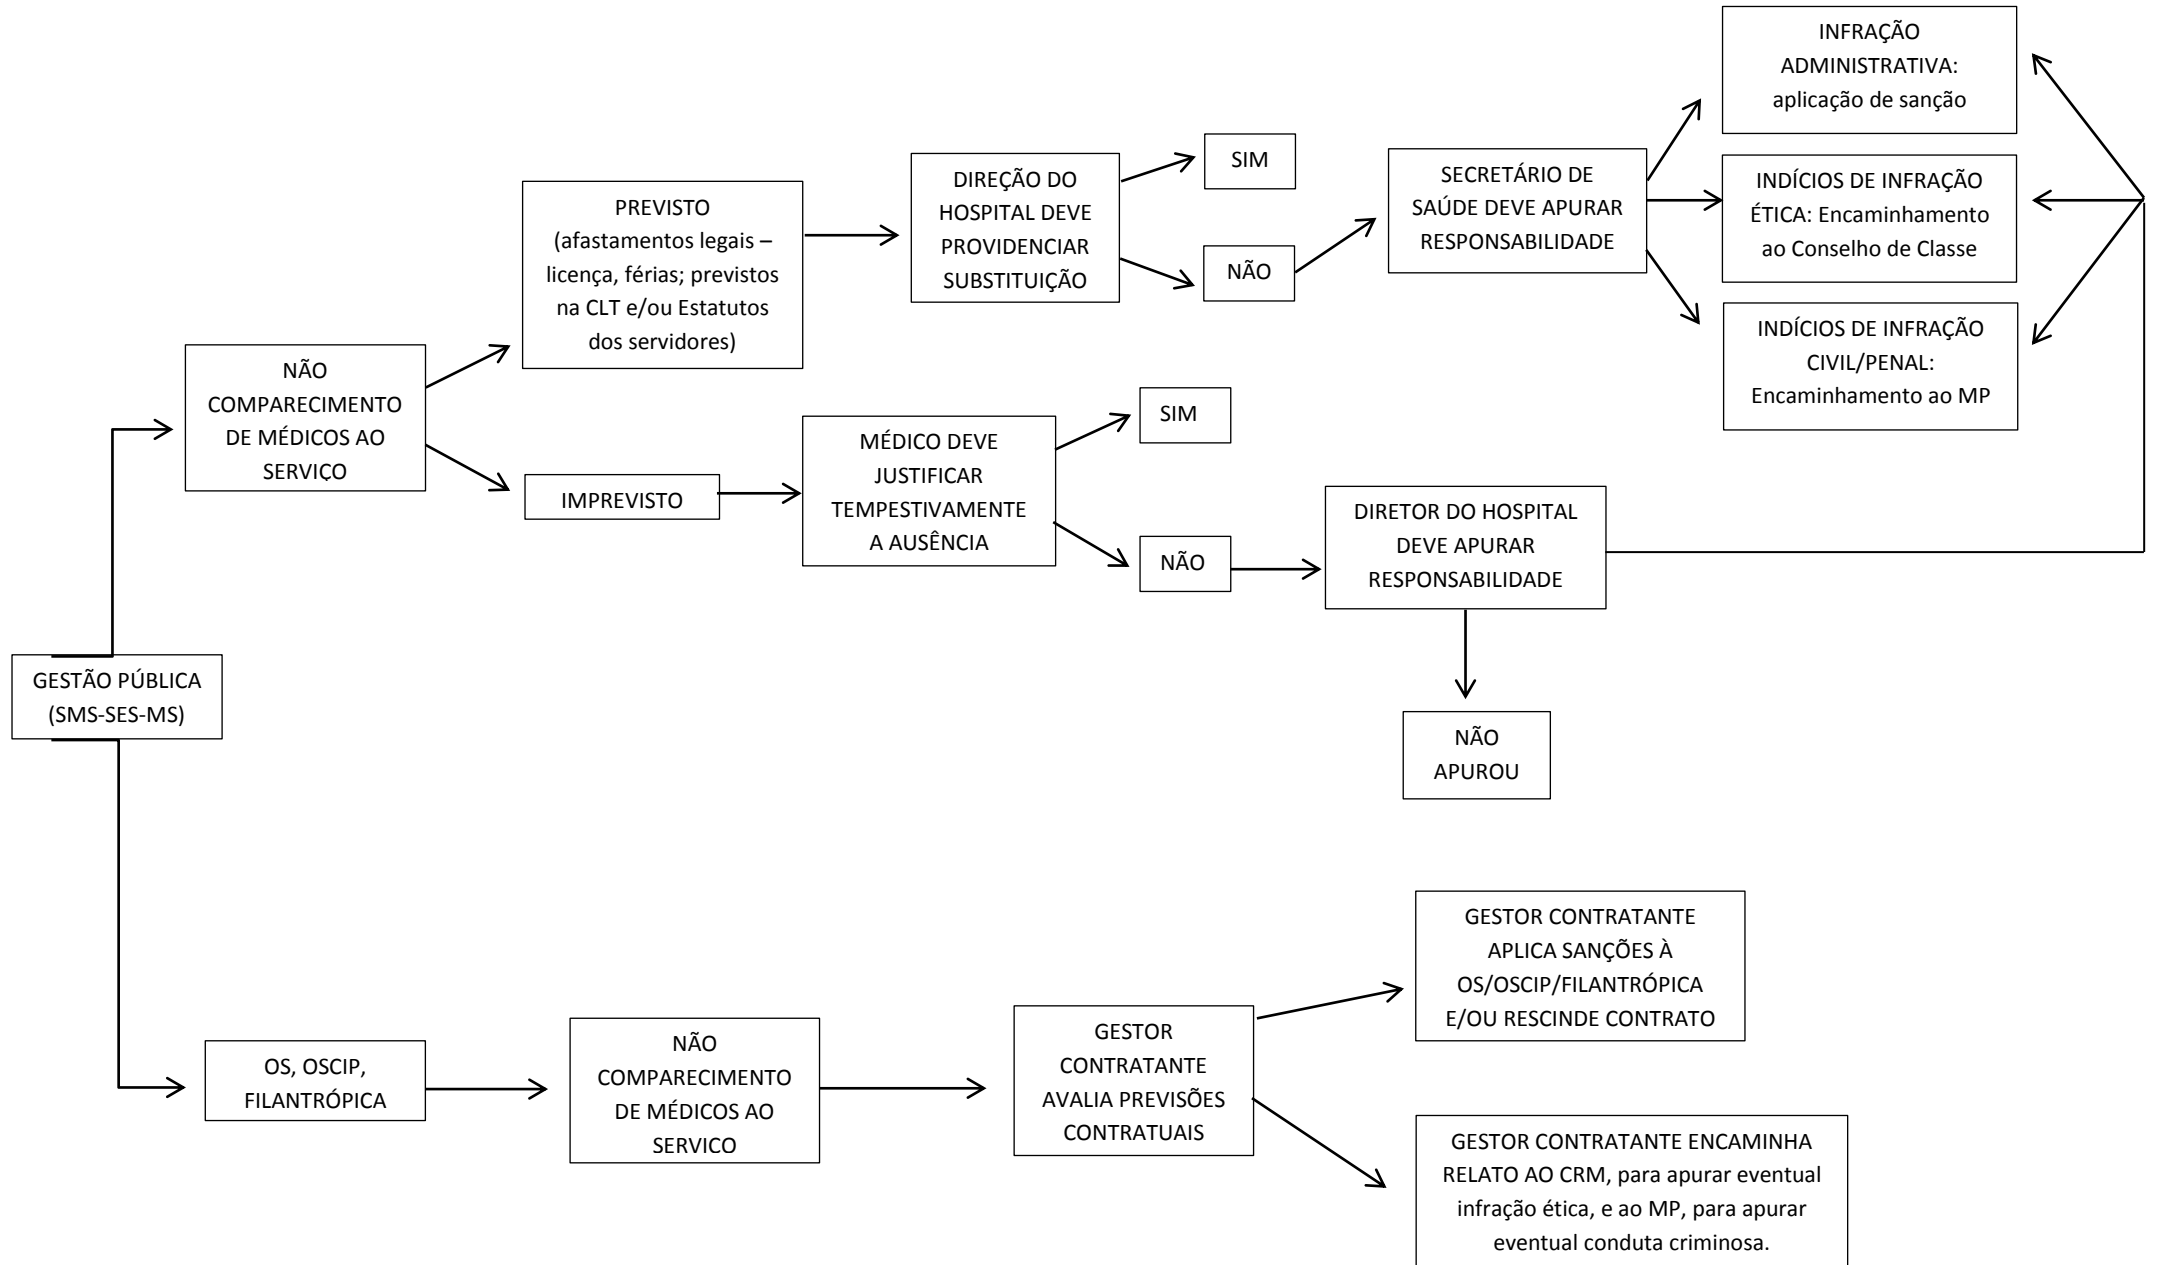 INFRAÇÃO
ADMINISTRATIVA:
aplicação de sanção
SIM
DIREÇÃO DO
HOSPITAL DEVE
PROVIDENCIAR
SUBSTITUIÇÃO
SECRETÁRIO DE
SAÚDE DEVE APURAR
RESPONSABILIDADE
INDÍCIOS DE INFRAÇÃO
ÉTICA: Encaminhamento
ao Conselho de Classe
PREVISTO
(afastamentos legais –
licença, férias; previstos
na CLT e/ou Estatutos
dos servidores)
NÃO
INDÍCIOS DE INFRAÇÃO
CIVIL/PENAL:
Encaminhamento ao MP
NÃO
COMPARECIMENTO
DE MÉDICOS AO
SERVIÇO
SIM
MÉDICO DEVE
JUSTIFICAR
TEMPESTIVAMENTE
A AUSÊNCIA
IMPREVISTO
DIRETOR DO HOSPITAL
DEVE APURAR
RESPONSABILIDADE
NÃO
GESTÃO PÚBLICA
(SMS-SES-MS)
NÃO
APUROU
GESTOR CONTRATANTE
APLICA SANÇÕES À
OS/OSCIP/FILANTRÓPICA
E/OU RESCINDE CONTRATO
OS, OSCIP,
FILANTRÓPICA
NÃO
COMPARECIMENTO
DE MÉDICOS AO
SERVICO
GESTOR
CONTRATANTE
AVALIA PREVISÕES
CONTRATUAIS
GESTOR CONTRATANTE ENCAMINHA
RELATO AO CRM, para apurar eventual
infração ética, e ao MP, para apurar
eventual conduta criminosa.